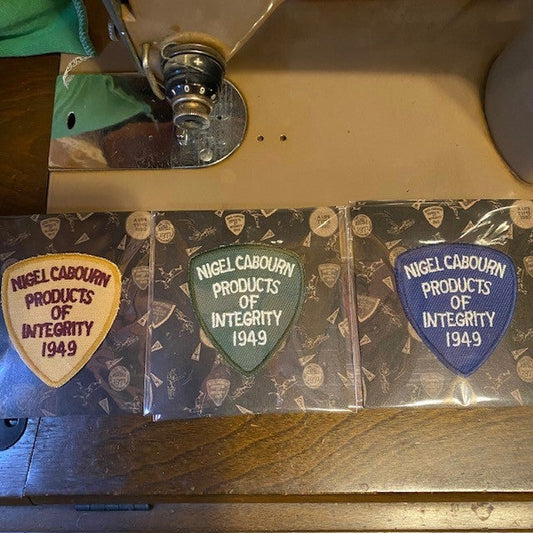 NIGEL CABOURN
PRODUCTS
OF
INTEGRITY
1949
NIGEL CABOURN
PRODUCTS
OF
INTEGRITY
1949
NIGEL CABOURN
PRODUCTS
OF
INTEGRITY
1949